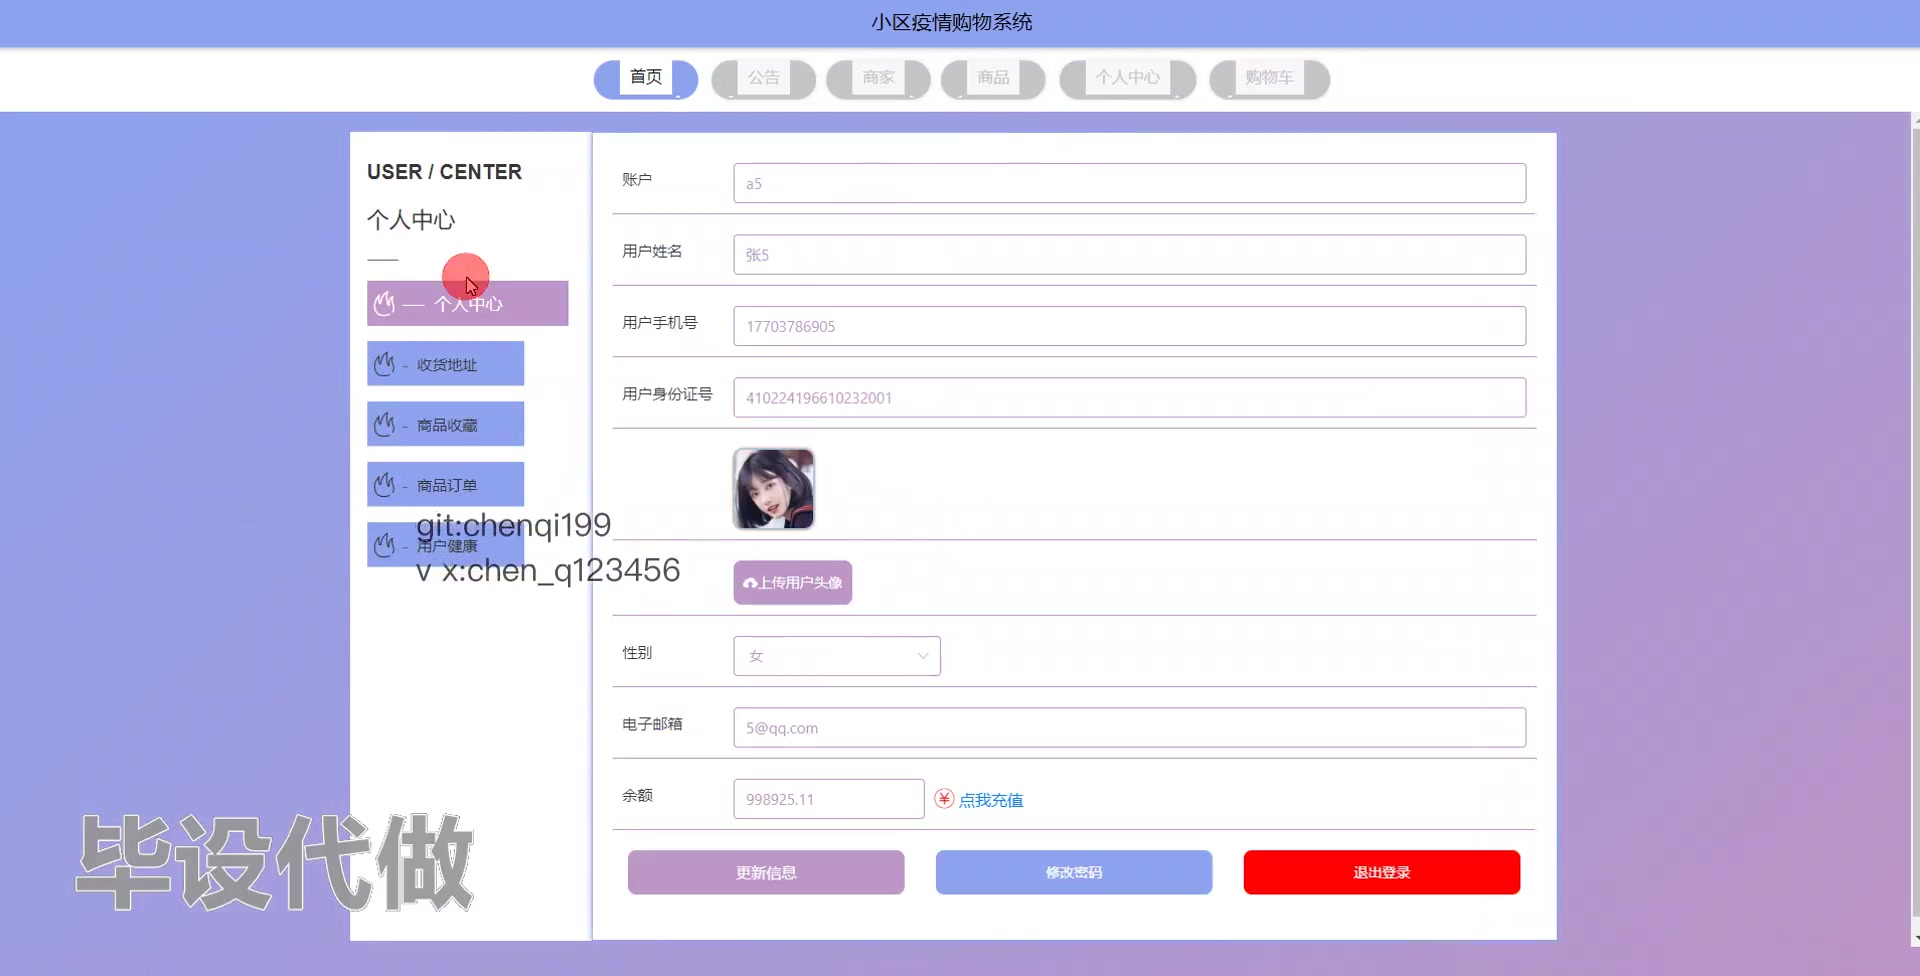 小区疫情购物系统
首页
公告
商家
商品
个人中心
购物车
USER / CENTER
个人中心
个人中心
- 收货地址
- 商品收藏
- 商品订单
- 用户健康
git:chenqi199
v x:chen_q123456
账户
a5
用户姓名
张5
用户手机号
17703786905
用户身份证号
410224196610232001
上传用户头像
性别
女
电子邮箱
5@qq.com
余额
998925.11
点我充值
更新信息
修改密码
退出登录
毕设代做